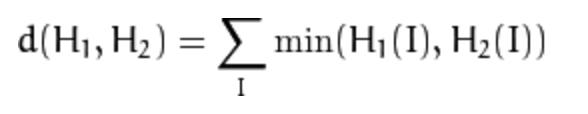 d(H₁, H₂) = ∑ min(H₁(I), H₂(I))
I